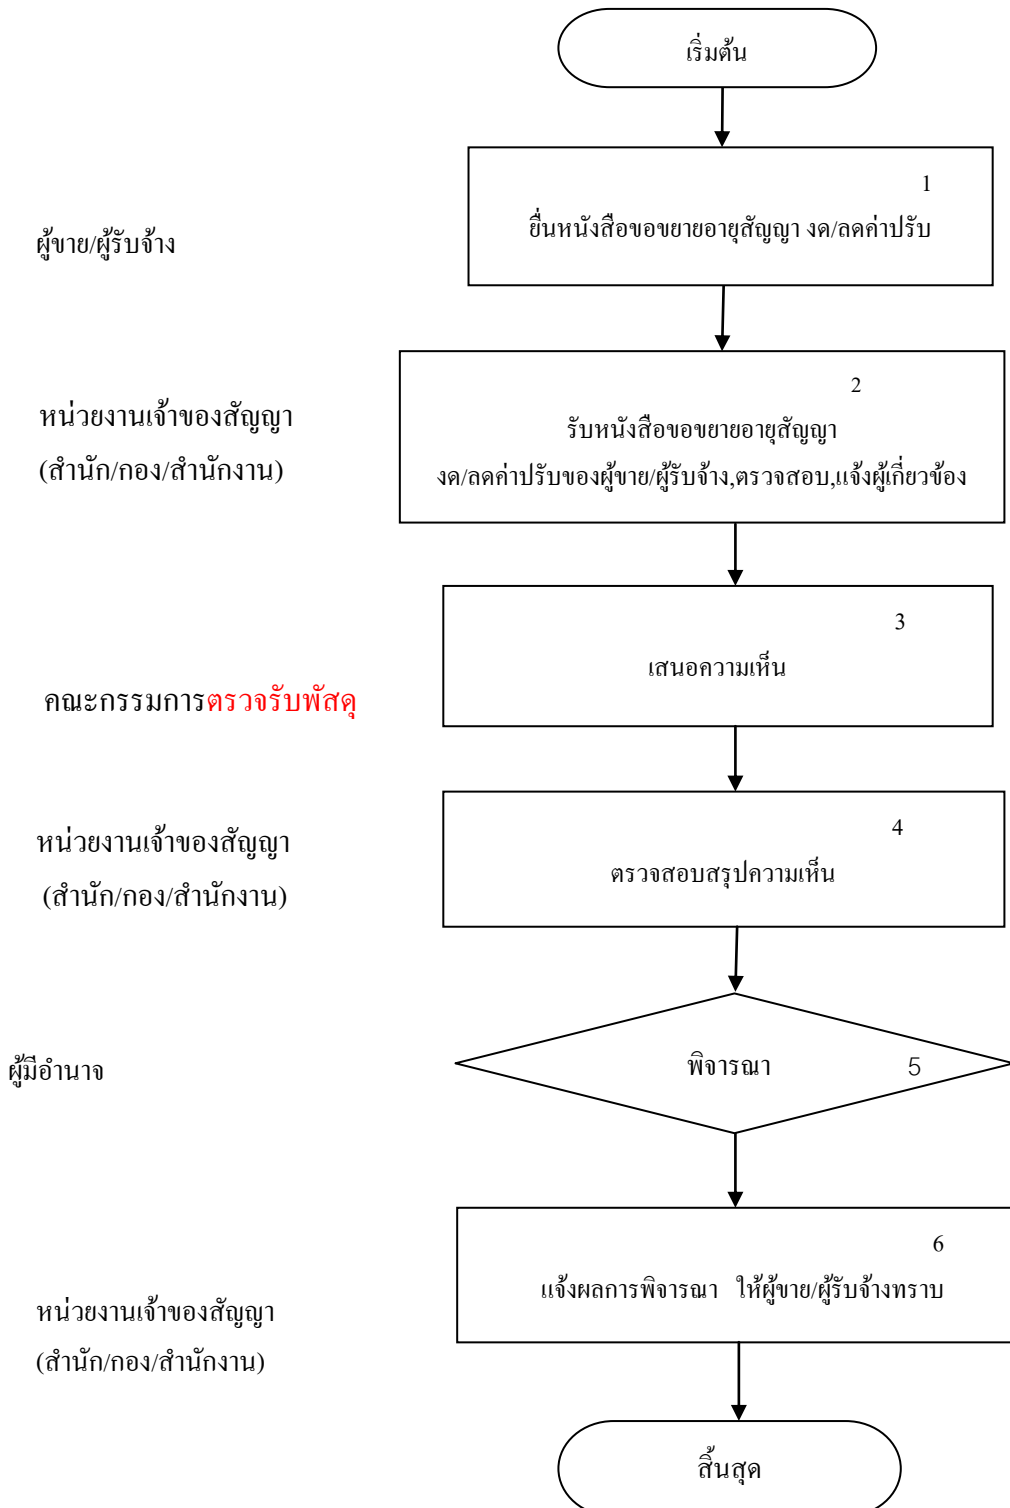 เริ่มต้น
1
ผู้ขาย/ผู้รับจ้าง
ยื่นหนังสือขอขยายอายุสัญญา งด/ลดค่าปรับ
2
หน่วยงานเจ้าของสัญญา
(สำนัก/กอง/สำนักงาน)
รับหนังสือขอขยายอายุสัญญา
งด/ลดค่าปรับของผู้ขาย/ผู้รับจ้าง,ตรวจสอบ,แจ้งผู้เกี่ยวข้อง
3
คณะกรรมการตรวจรับพัสดุ
เสนอความเห็น
4
หน่วยงานเจ้าของสัญญา
(สำนัก/กอง/สำนักงาน)
ตรวจสอบสรุปความเห็น
ผู้มีอำนาจ
พิจารณา 5
6
หน่วยงานเจ้าของสัญญา
(สำนัก/กอง/สำนักงาน)
แจ้งผลการพิจารณา ให้ผู้ขาย/ผู้รับจ้างทราบ
สิ้นสุด